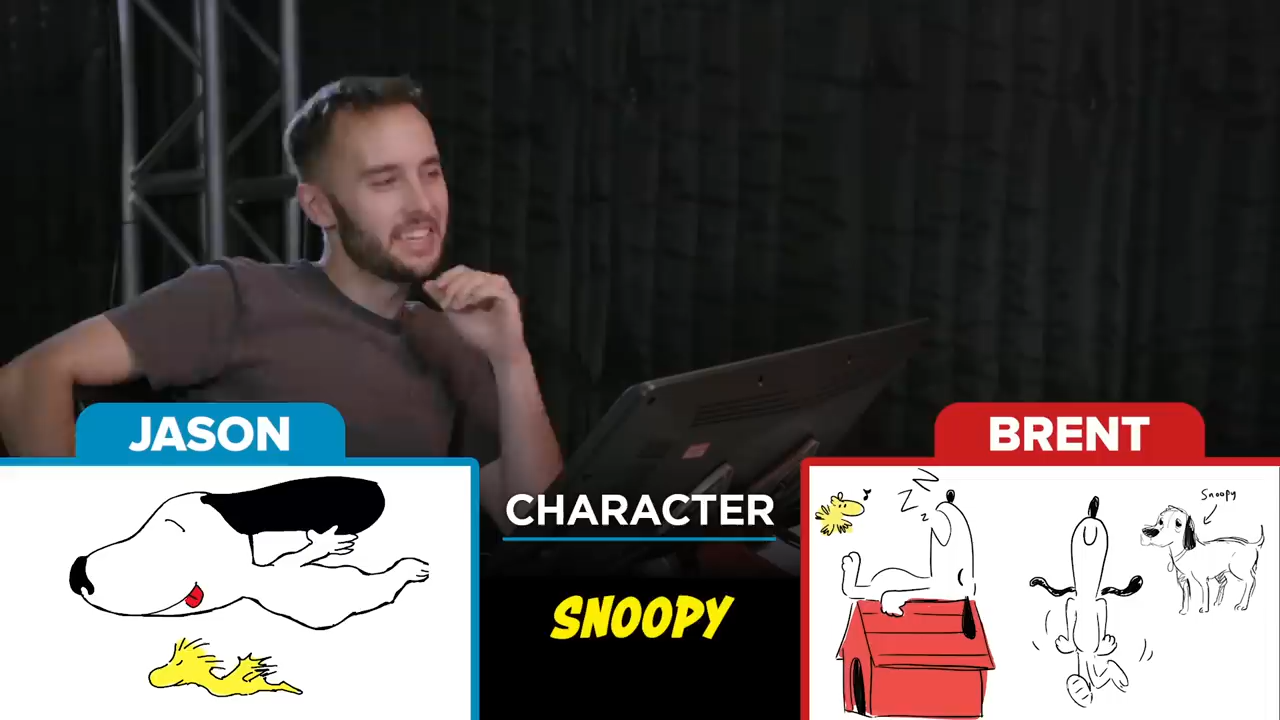 JASON
BRENT
CHARACTER
SNOOPY
Z
Z
Z
Snoopy